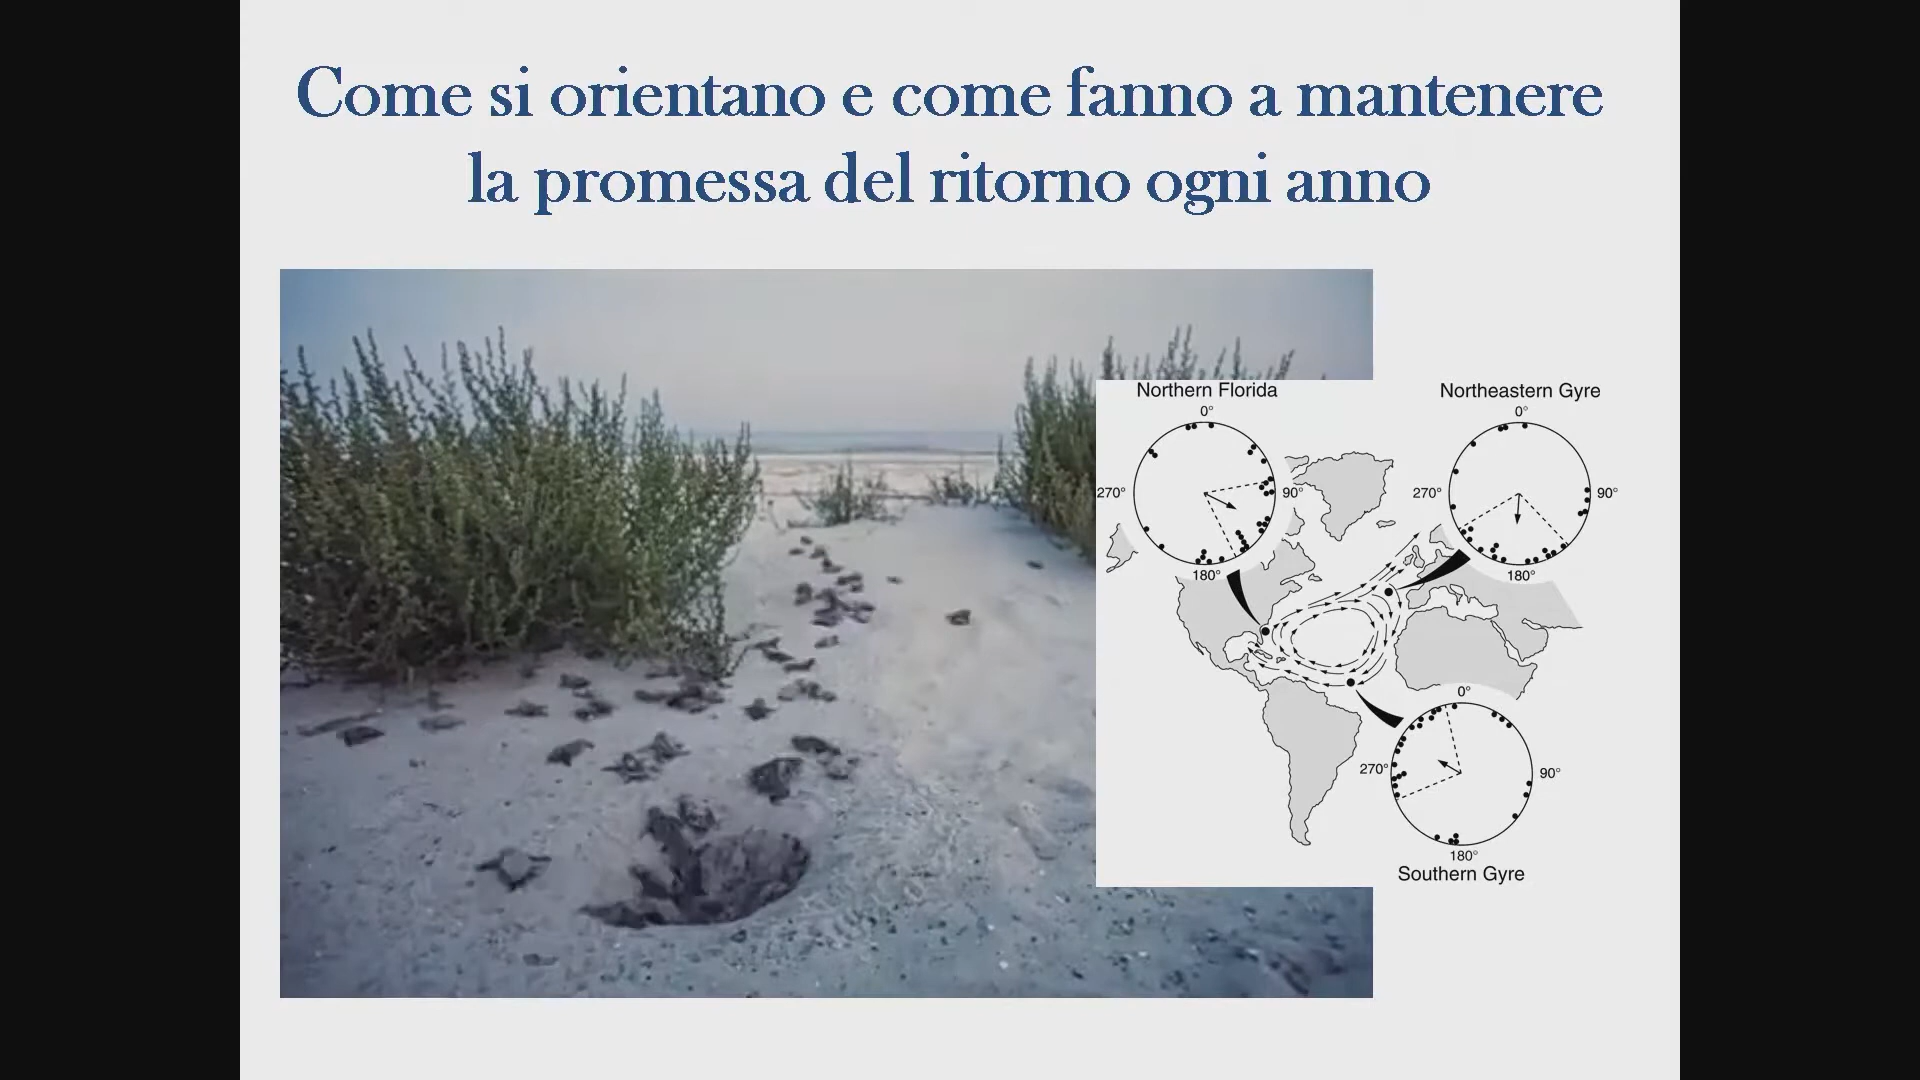 Come si orientano e come fanno a mantenere
la promessa del ritorno ogni anno
Northern Florida
0°
270°
90°
180°
Northeastern Gyre
0°
270°
90°
180°
0°
270°
90°
180°
Southern Gyre